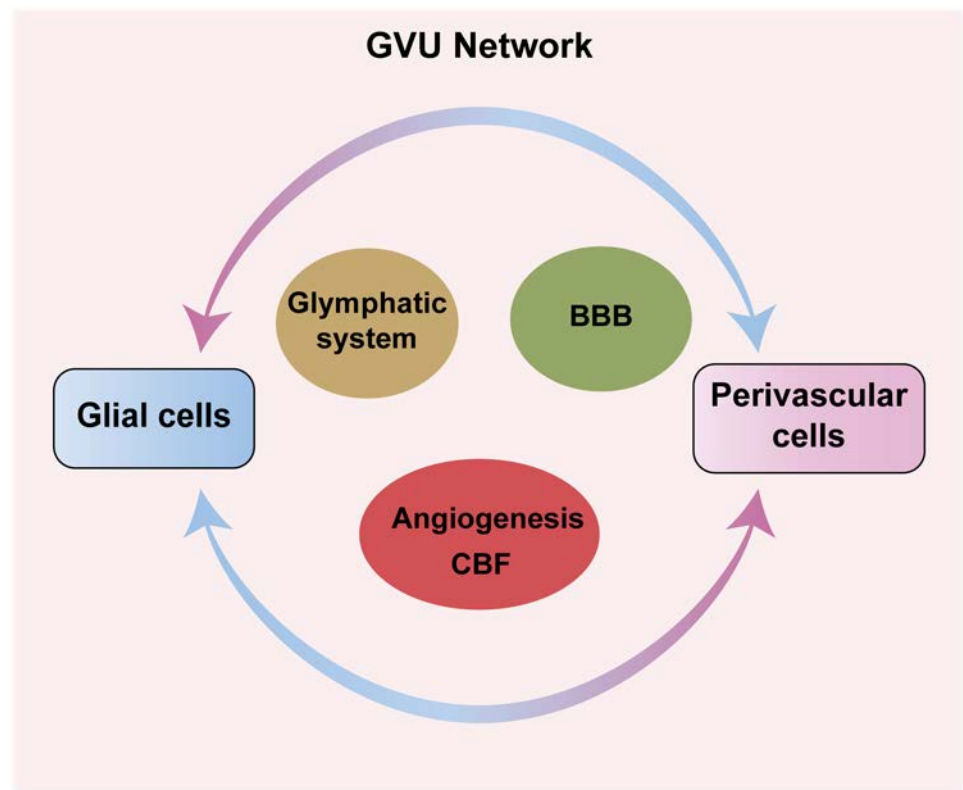 GVU Network
Glymphatic
system
BBB
Glial cells
Perivascular
cells
Angiogenesis
CBF